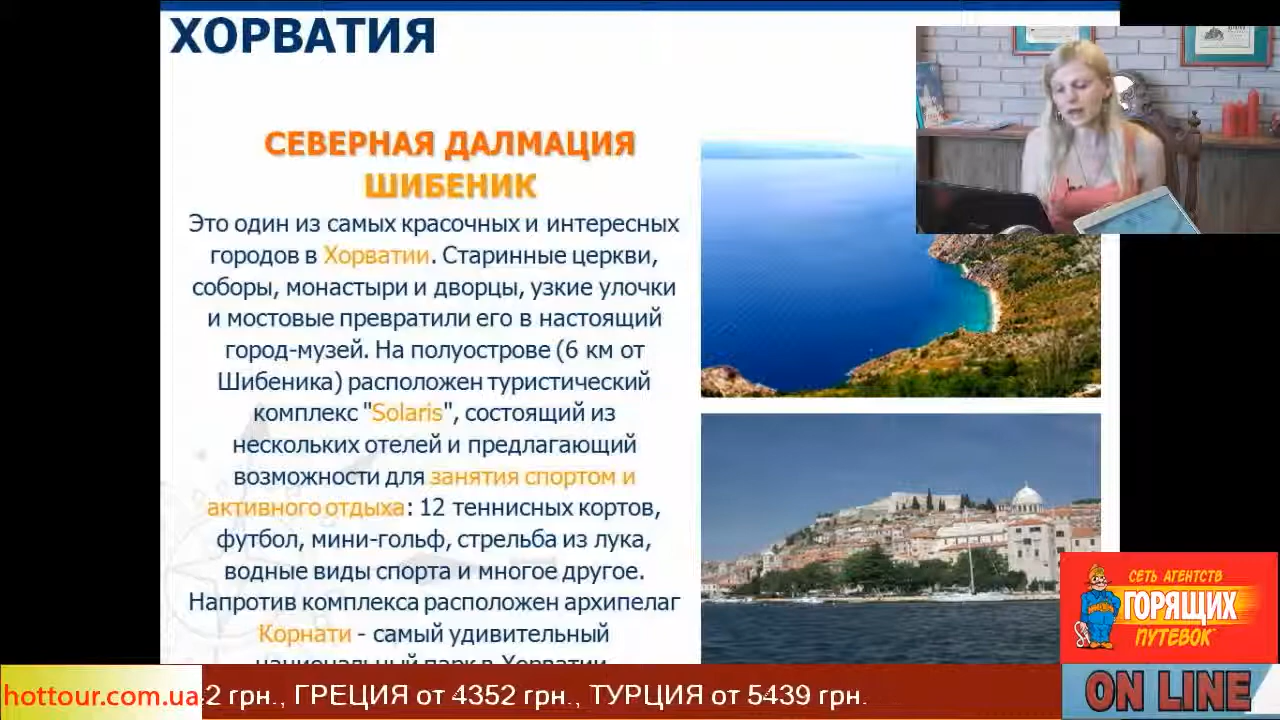 ХОРВАТИЯ
СЕВЕРНАЯ ДАЛМАЦИЯ
ШИБЕНИК
Это один из самых красочных и интересных
городов в Хорватии. Старинные церкви,
соборы, монастыри и дворцы, узкие улочки
и мостовые превратили его в настоящий
город-музей. На полуострове (6 км от
Шибеника) расположен туристический
комплекс "Solaris", состоящий из
нескольких отелей и предлагающий
возможности для занятия спортом и
активного отдыха: 12 теннисных кортов,
футбол, мини-гольф, стрельба из лука,
водные виды спорта и многое другое.
Напротив комплекса расположен архипелаг
Корнати - самый удивительный
национальный парк в Хорватии
СЕТЬ АГЕНТСТВ
ГОРЯЩИХ
ПУТЕВОК
hottour.com.ua 2 грн., ГРЕЦИЯ от 4352 грн., ТУРЦИЯ от 5439 грн.
ON LINE